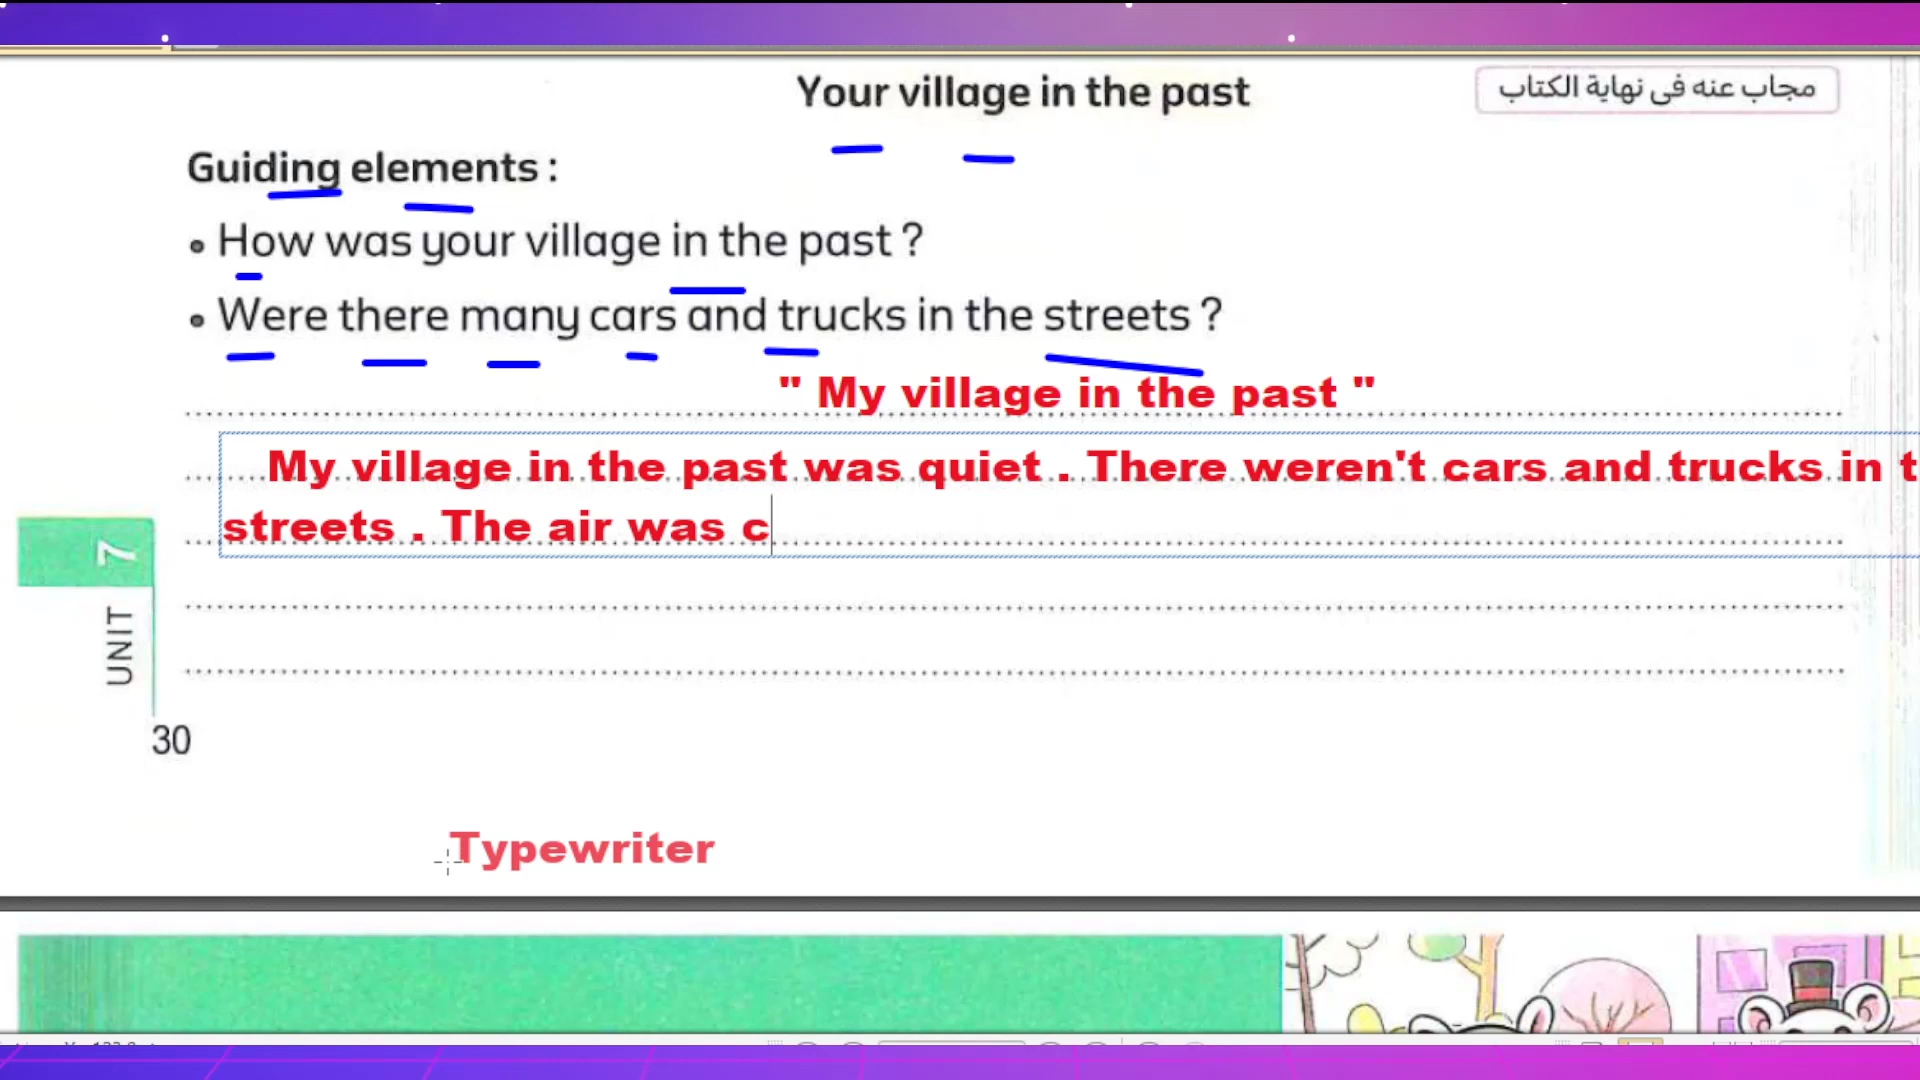 Your village in the past
مجاب عنه فى نهاية الكتاب
Guiding elements :
• How was your village in the past ?
• Were there many cars and trucks in the streets ?
" My village in the past "
My village in the past was quiet . There weren't cars and trucks in t
streets . The air was c
7
UNIT
30
Typewriter